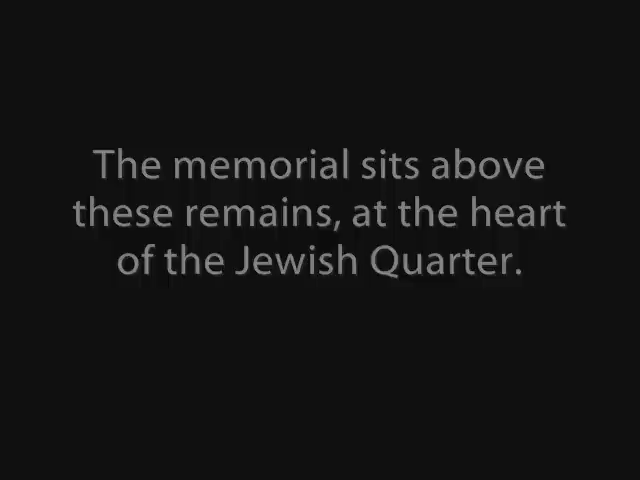 The memorial sits above
these remains, at the heart
of the Jewish Quarter.